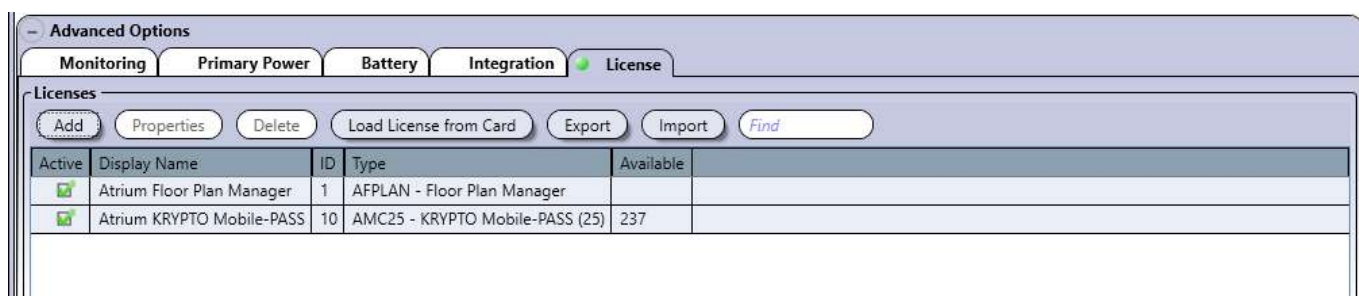 Advanced Options
Monitoring Primary Power Battery Integration License
Licenses
Add Properties Delete Load License from Card Export Import Find
Active Display Name ID Type Available
Atrium Floor Plan Manager 1 AFPLAN - Floor Plan Manager
Atrium KRYPTO Mobile-PASS 10 AMC25 - KRYPTO Mobile-PASS (25) 237